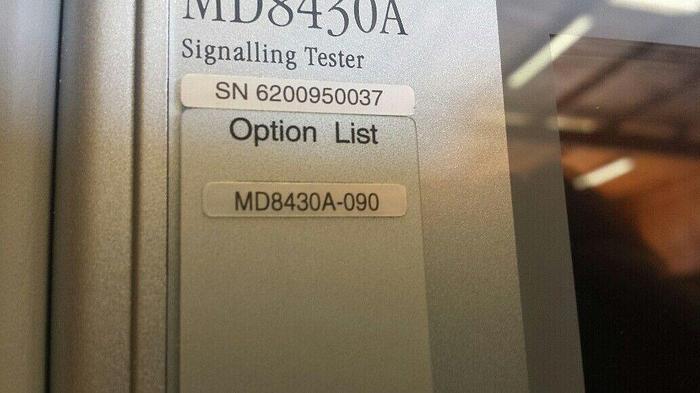 MD8430A
Signalling Tester
SN 6200950037
Option List
MD8430A-090